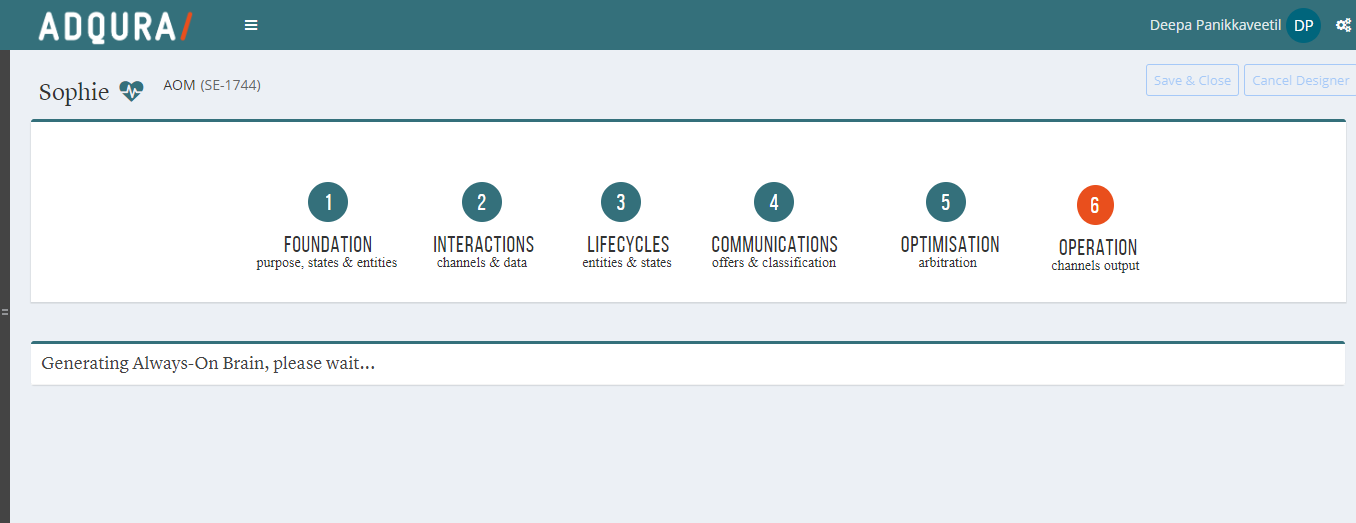 ADQURA/
Deepa Panikkaveetil DP
Sophie AOM (SE-1744)
Save & Close Cancel Designer
1 2 3 4 5 6
FOUNDATION INTERACTIONS LIFECYCLES COMMUNICATIONS OPTIMISATION OPERATION
purpose, states & entities channels & data entities & states offers & classification arbitration channels output
Generating Always-On Brain, please wait...